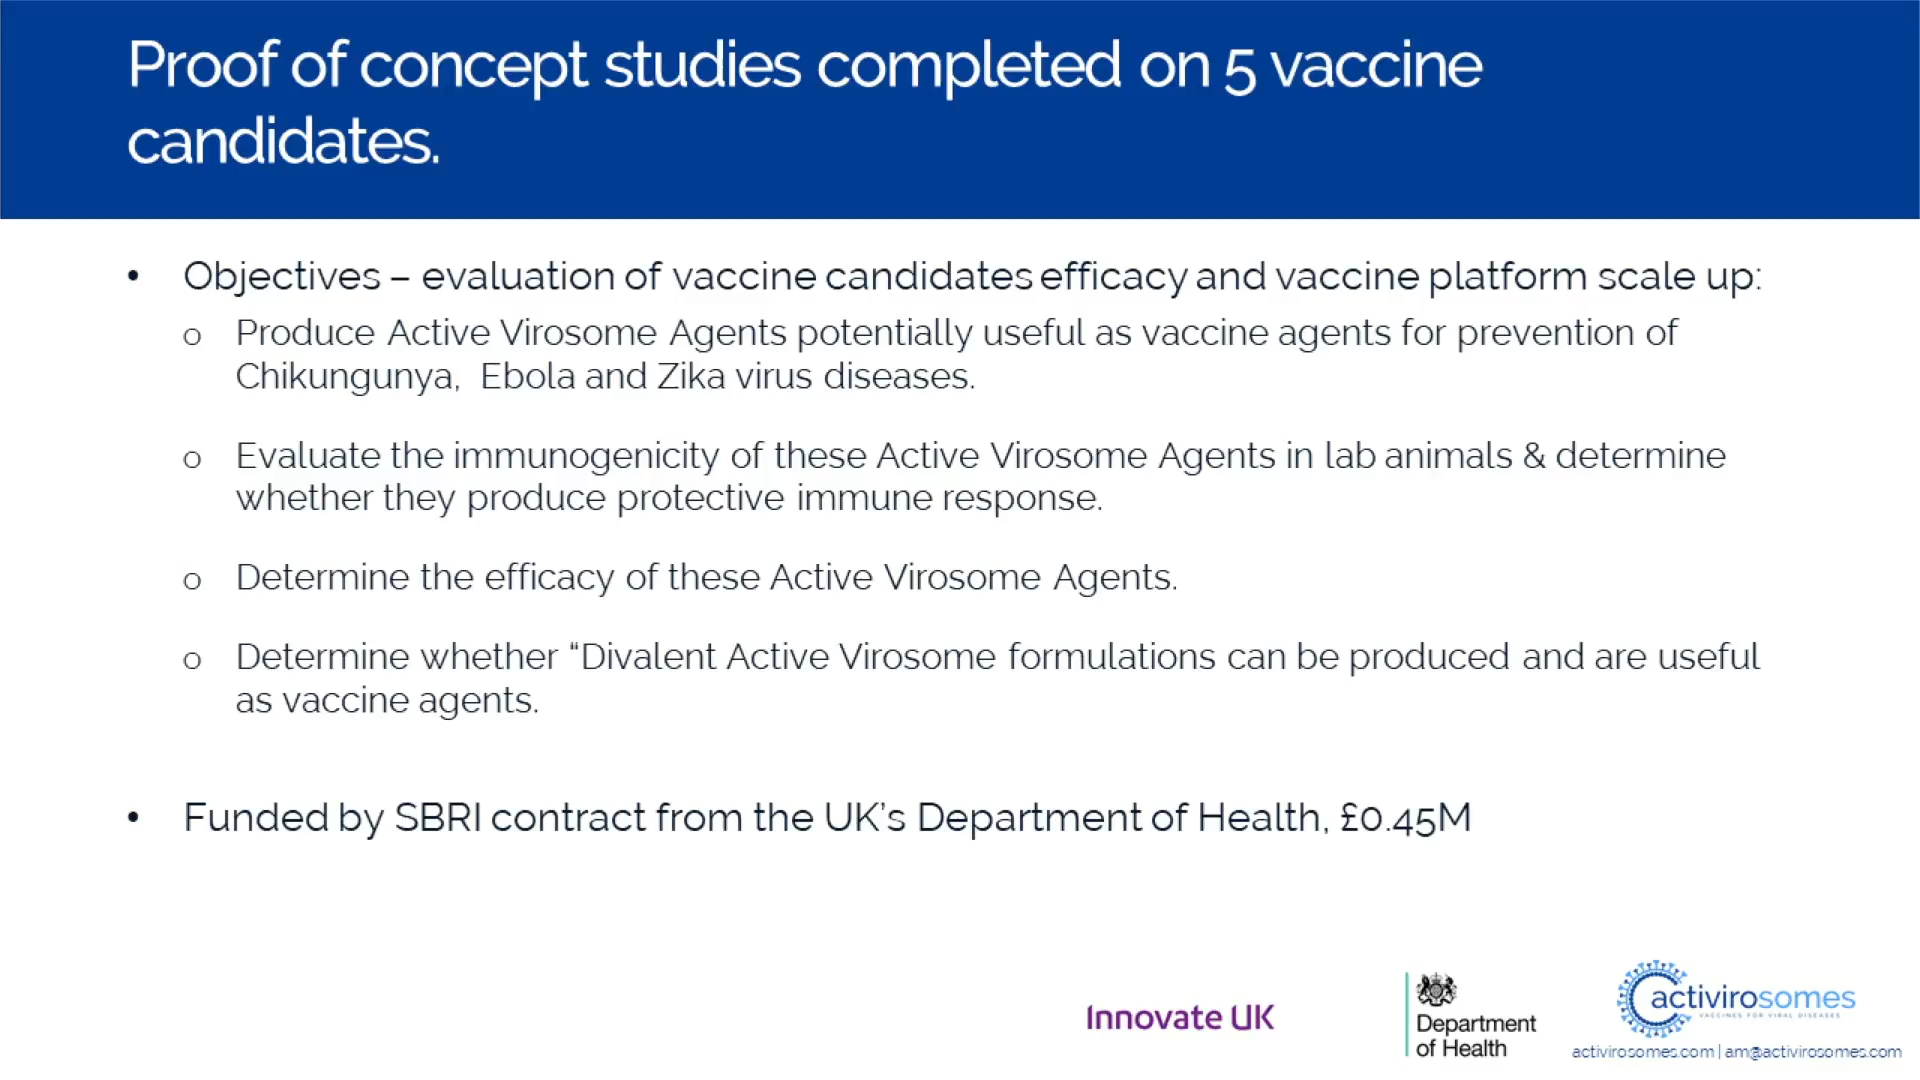 Proof of concept studies completed on 5 vaccine
candidates.
• Objectives – evaluation of vaccine candidates efficacy and vaccine platform scale up:
o Produce Active Virosome Agents potentially useful as vaccine agents for prevention of
Chikungunya, Ebola and Zika virus diseases.
o Evaluate the immunogenicity of these Active Virosome Agents in lab animals & determine
whether they produce protective immune response.
o Determine the efficacy of these Active Virosome Agents.
o Determine whether “Divalent Active Virosome formulations can be produced and are useful
as vaccine agents.
• Funded by SBRI contract from the UK’s Department of Health, £0.45M
Innovate UK
Department
of Health
activirosomes
VACCINES FOR VIRAL DISEASES
activirosomes.com | am@activirosomes.com